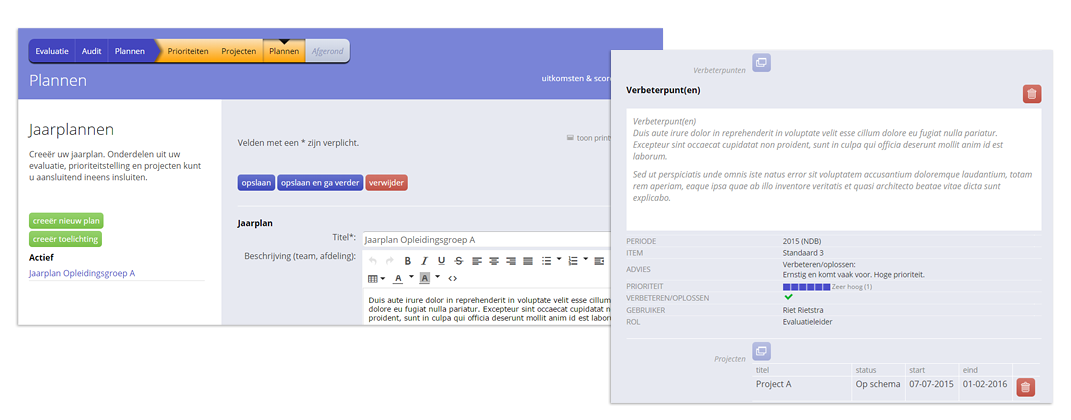 Evaluatie Audit Plannen Prioriteiten Projecten Plannen Afgerond
Plannen
uitkomsten & score
Jaarplannen
Creeër uw jaarplan. Onderdelen uit uw
evaluatie, prioriteitstelling en projecten kunt
u aansluitend ineens insluiten.
creeër nieuw plan
creeër toelichting
Actief
Jaarplan Opleidingsgroep A
toon print
Velden met een * zijn verplicht.
opslaan opslaan en ga verder verwijder
Jaarplan
Titel*: Jaarplan Opleidingsgroep A
Beschrijving (team, afdeling):
B I U S
A A
Duis aute irure dolor in reprehenderit in voluptate velit esse cillum
dolore eu fugiat nulla pariatur. Excepteur sint occaecat cupidatat n
proident, sunt in culpa qui officia deserunt mollit anim id est labor
Verbeterpunten
Verbeterpunt(en)
Verbeterpunt(en)
Duis aute irure dolor in reprehenderit in voluptate velit esse cillum dolore eu fugiat nulla pariatur.
Excepteur sint occaecat cupidatat non proident, sunt in culpa qui officia deserunt mollit anim id est
laborum.
Sed ut perspiciatis unde omnis iste natus error sit voluptatem accusantium doloremque laudantium, totam
rem aperiam, eaque ipsa quae ab illo inventore veritatis et quasi architecto beatae vitae dicta sunt
explicabo.
PERIODE 2015 (NDB)
ITEM Standaard 3
ADVIES Verbeteren/oplossen:
Ernstig en komt vaak voor. Hoge prioriteit.
PRIORITEIT Zeer hoog (1)
VERBETEREN/OPLOSSEN
GEBRUIKER Riet Rietstra
ROL Evaluatieleider
Projecten
titel status start eind
Project A Op schema 07-07-2015 01-02-2016